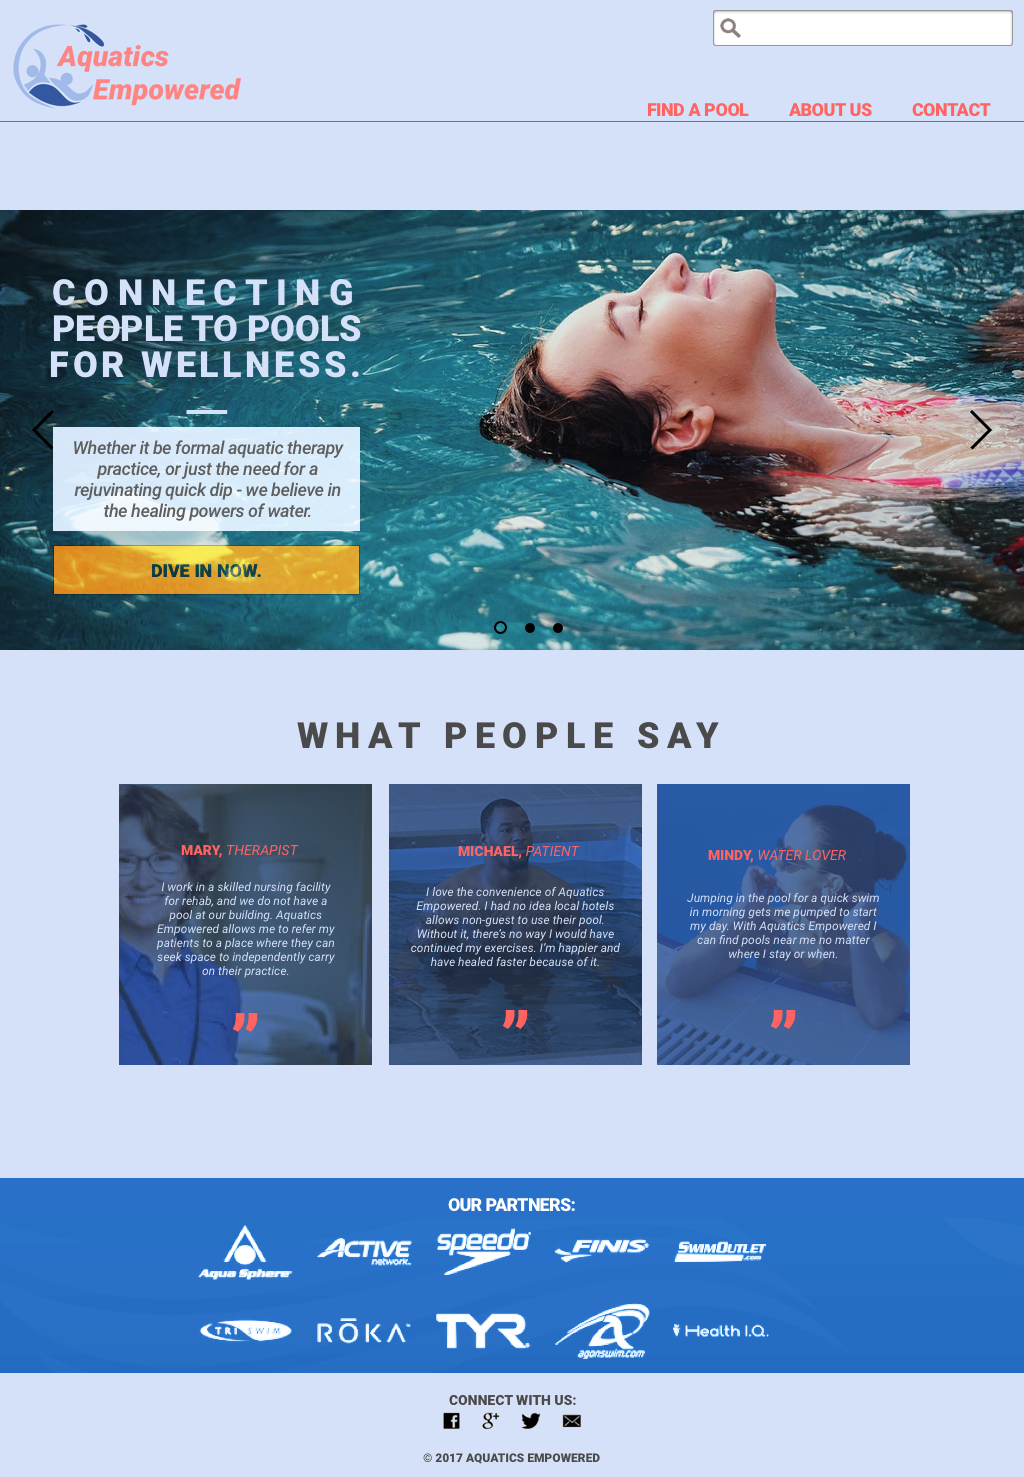 Aquatics
Empowered
FIND A POOL ABOUT US CONTACT
CONNECTING
PEOPLE TO POOLS
FOR WELLNESS.
Whether it be formal aquatic therapy
practice, or just the need for a
rejuvinating quick dip - we believe in
the healing powers of water.
DIVE IN NOW.
WHAT PEOPLE SAY
MARY, THERAPIST
I work in a skilled nursing facility
for rehab, and we do not have a
pool at our building. Aquatics
Empowered allows me to refer my
patients to a place where they can
seek space to independently carry
on their practice.
”
MICHAEL, PATIENT
I love the convenience of Aquatics
Empowered. I had no idea local hotels
allows non-guest to use their pool.
Without it, there's no way I would have
continued my exercises. I'm happier and
have healed faster because of it.
”
MINDY, WATER LOVER
Jumping in the pool for a quick swim
in morning gets me pumped to start
my day. With Aquatics Empowered I
can find pools near me no matter
where I stay or when.
”
OUR PARTNERS:
Aqua Sphere
ACTIVE
network.
speedo
FINIS
SWIMOUTLET
.com
TRI SWIM
RŌKA™
TYR
agonswim.com
Health I.Q.
CONNECT WITH US:
© 2017 AQUATICS EMPOWERED